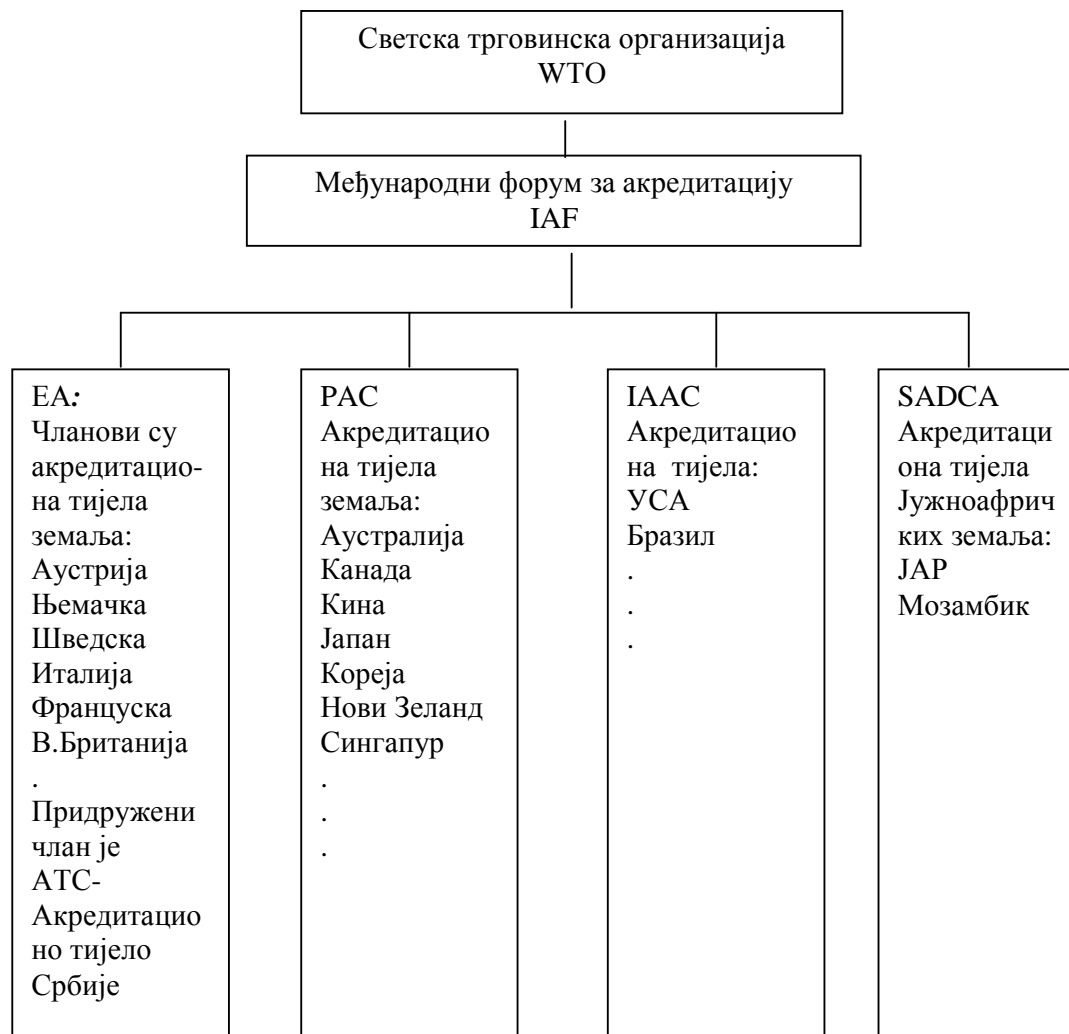 Светска трговинска организација
WTO
Међународни форум за акредитацију
IAF
ЕА:
Чланови су
акредитацио-
на тијела
земаља:
Аустрија
Њемачка
Шведска
Италија
Француска
В.Британија
.
Придружени
члан је
АТС-
Акредитацио
но тијело
Србије
PAC
Акредитацио
на тијела
земаља:
Аустралија
Канада
Кина
Јапан
Кореја
Нови Зеланд
Сингапур
.
.
.
IAAC
Акредитацио
на тијела:
УСА
Бразил
.
.
.
SADCA
Акредитаци
она тијела
Јужноафрич
ких земаља:
ЈАР
Мозамбик